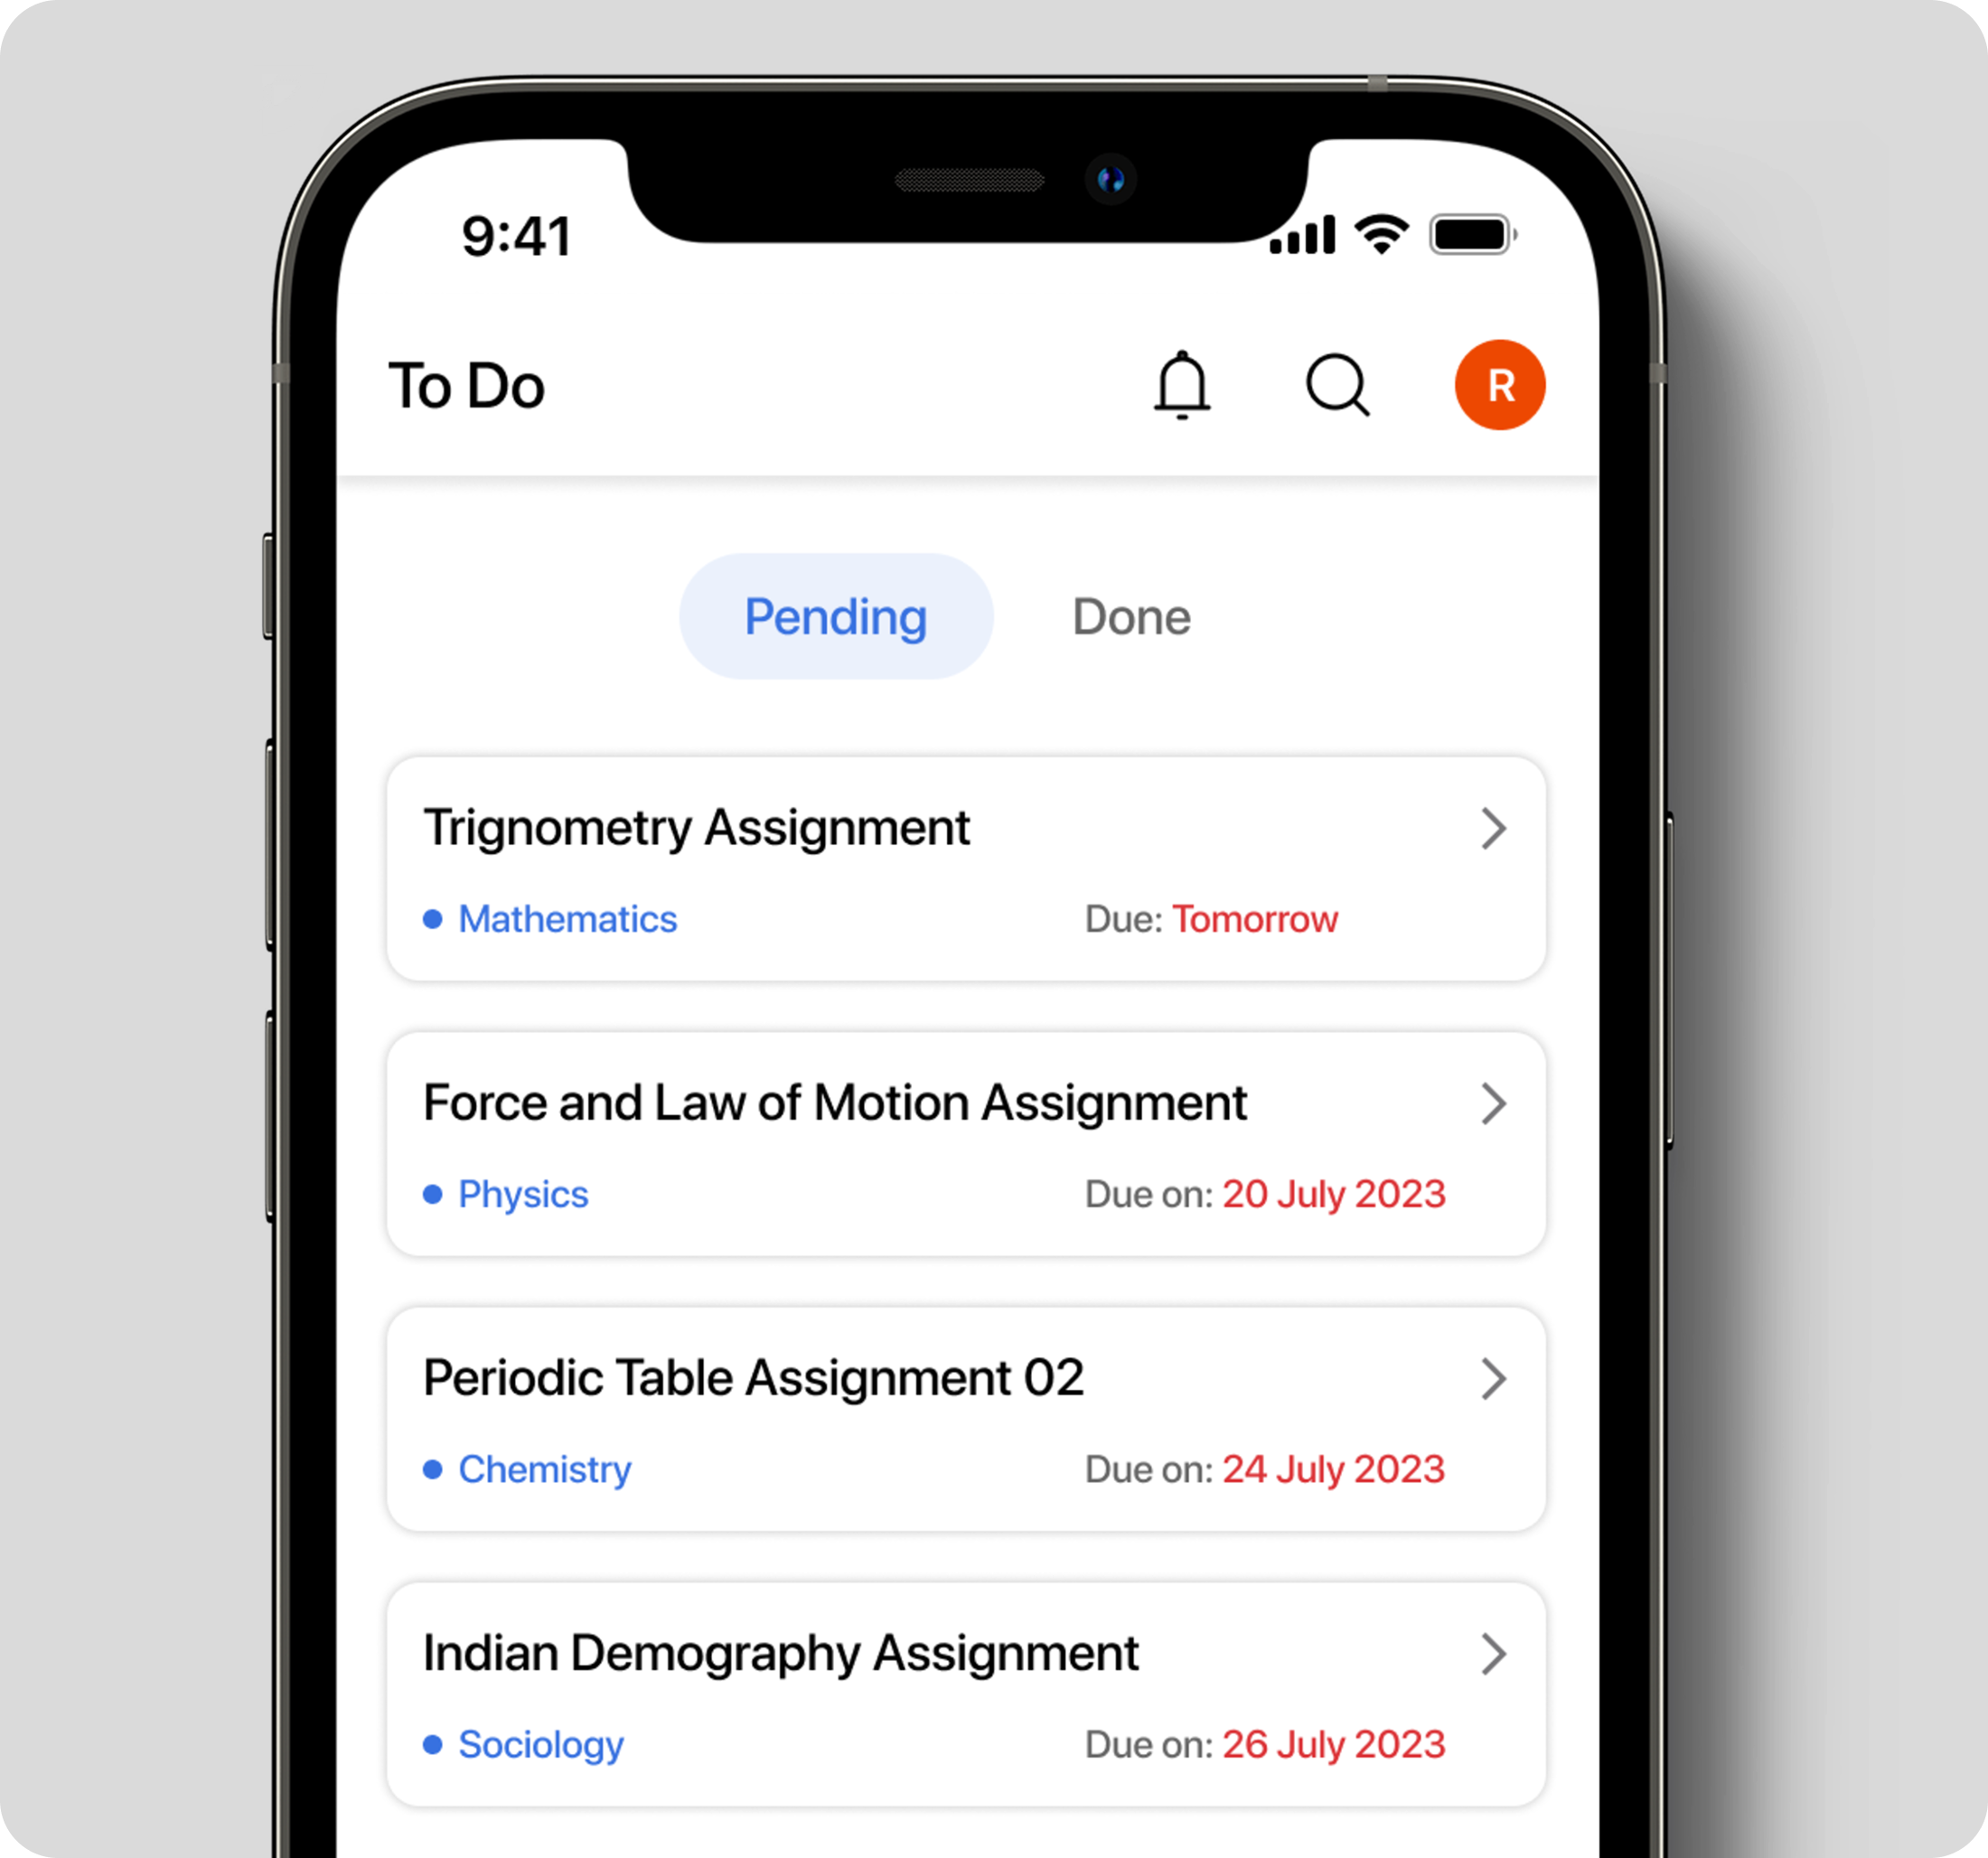 9:41
To Do
R
Pending Done
Trignometry Assignment
Mathematics Due: Tomorrow
Force and Law of Motion Assignment
Physics Due on: 20 July 2023
Periodic Table Assignment 02
Chemistry Due on: 24 July 2023
Indian Demography Assignment
Sociology Due on: 26 July 2023